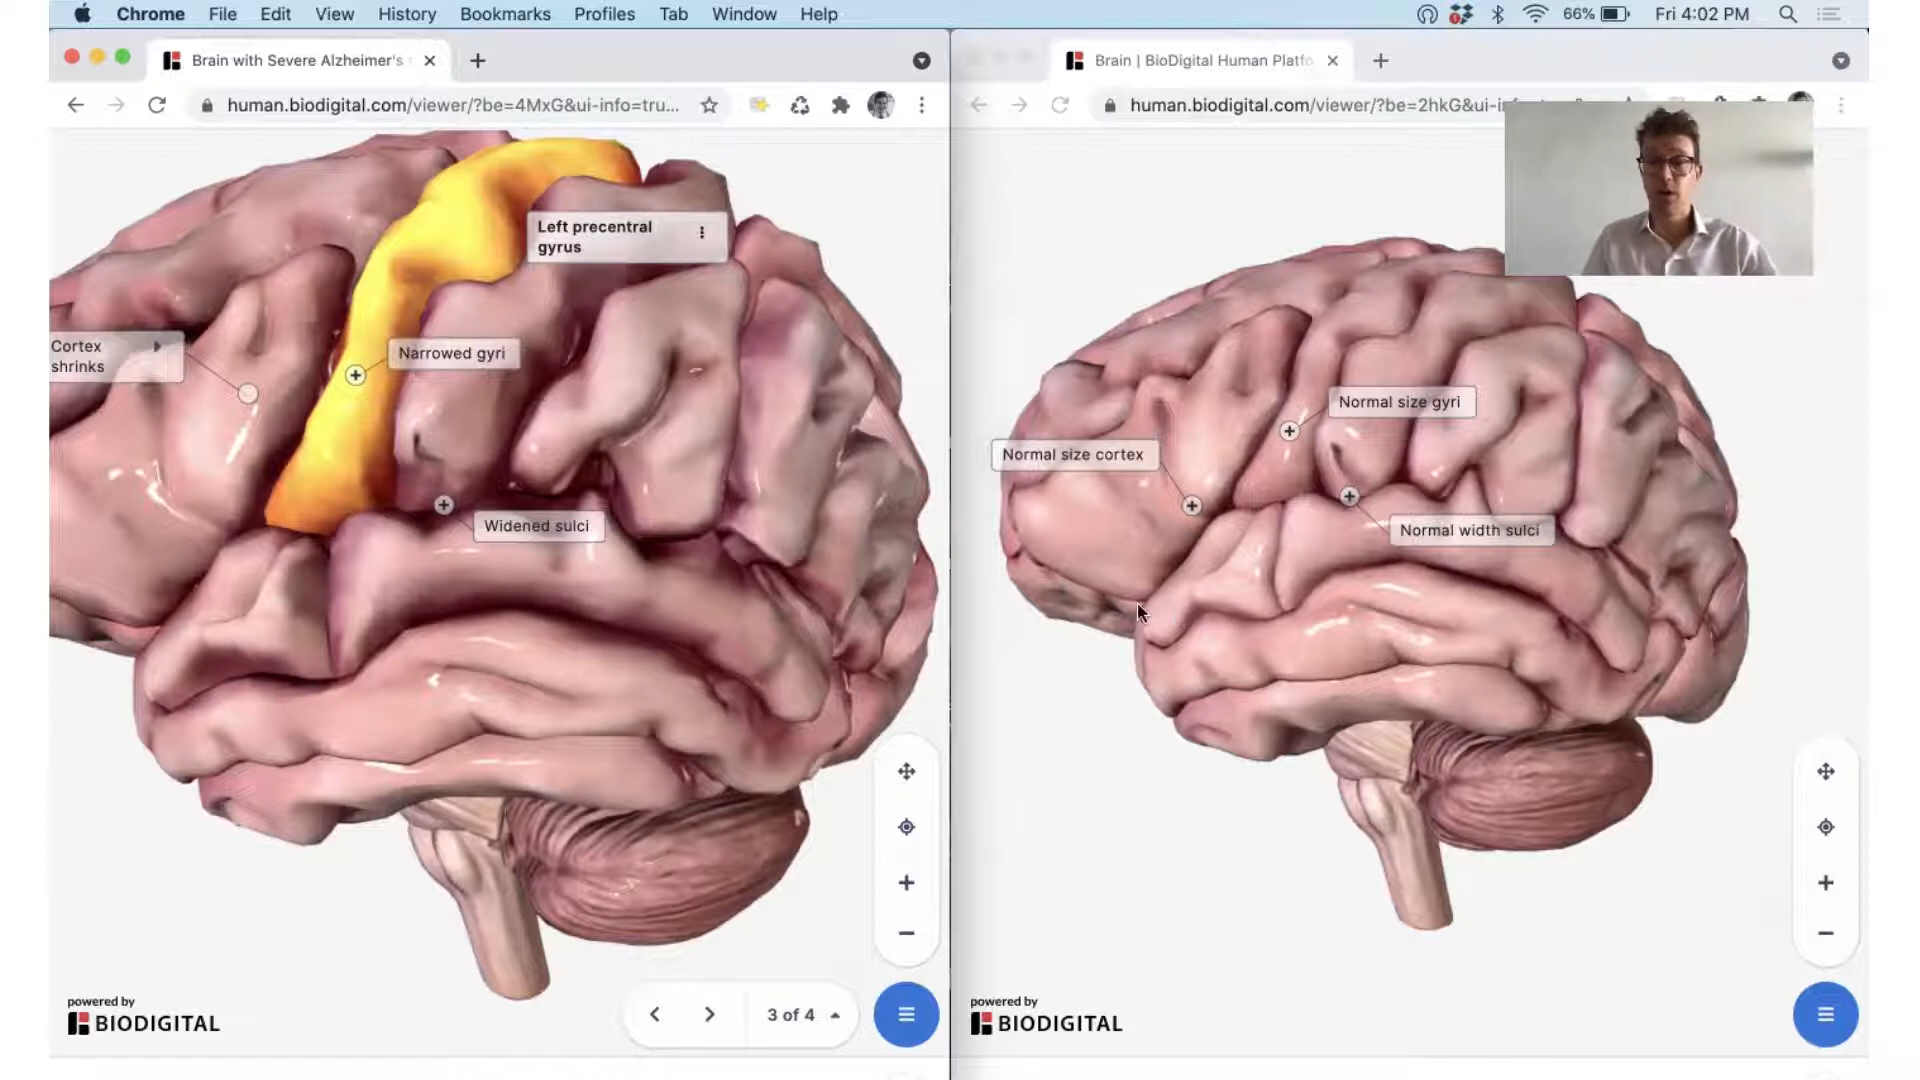 Chrome File Edit View History Bookmarks Profiles Tab Window Help
66% Fri 4:02 PM
Brain with Severe Alzheimer's
human.biodigital.com/viewer/?be=4MxG&ui-info=tru...
Left precentral
gyrus
Cortex
shrinks
Narrowed gyri
Widened sulci
powered by
BIODIGITAL
3 of 4
Brain | BioDigital Human Platfo
human.biodigital.com/viewer/?be=2hkG&ui-
Normal size gyri
Normal size cortex
Normal width sulci
powered by
BIODIGITAL